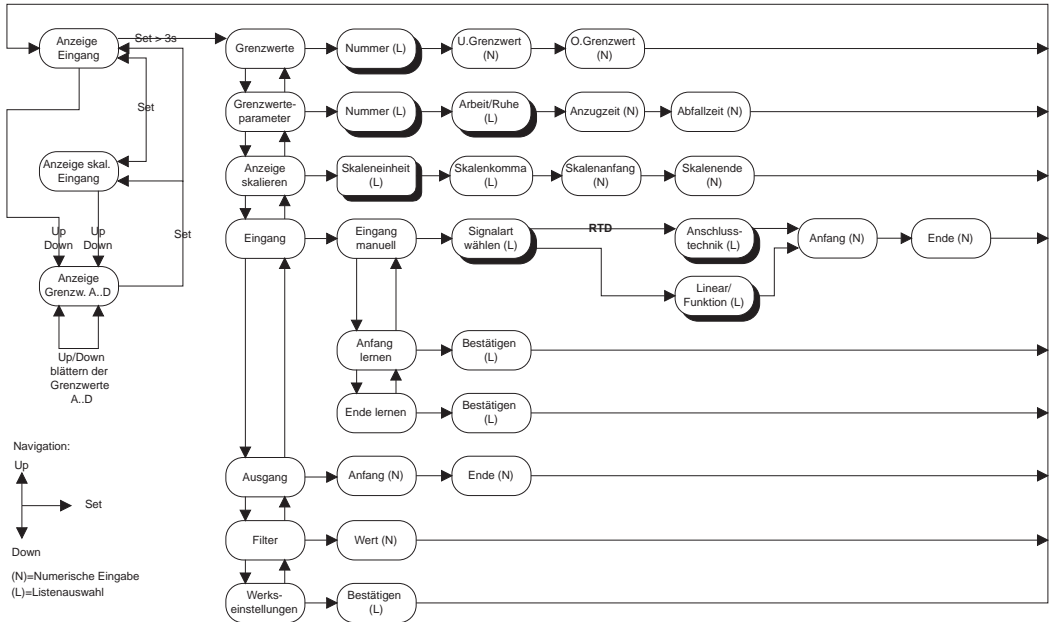 Anzeige
Eingang
Set > 3s
Grenzwerte
Nummer (L)
U.Grenzwert
(N)
O.Grenzwert
(N)
Set
Grenzwerte-
parameter
Nummer (L)
Arbeit/Ruhe
(L)
Anzugzeit (N)
Abfallzeit (N)
Anzeige skal.
Eingang
Anzeige
skalieren
Skaleneinheit
(L)
Skalenkomma
(L)
Skalenanfang
(N)
Skalenende
(N)
Up
Down
Up
Down
Set
Eingang
Eingang
manuell
Signalart
wählen (L)
RTD
Anschluss-
technik (L)
Anfang (N)
Ende (N)
Anzeige
Grenzw. A..D
Linear/
Funktion (L)
Up/Down
blättern der
Grenzwerte
A..D
Anfang
lernen
Bestätigen
(L)
Ende lernen
Bestätigen
(L)
Navigation:
Up
Set
Down
(N)=Numerische Eingabe
(L)=Listenauswahl
Ausgang
Anfang (N)
Ende (N)
Filter
Wert (N)
Werks-
einstellungen
Bestätigen
(L)